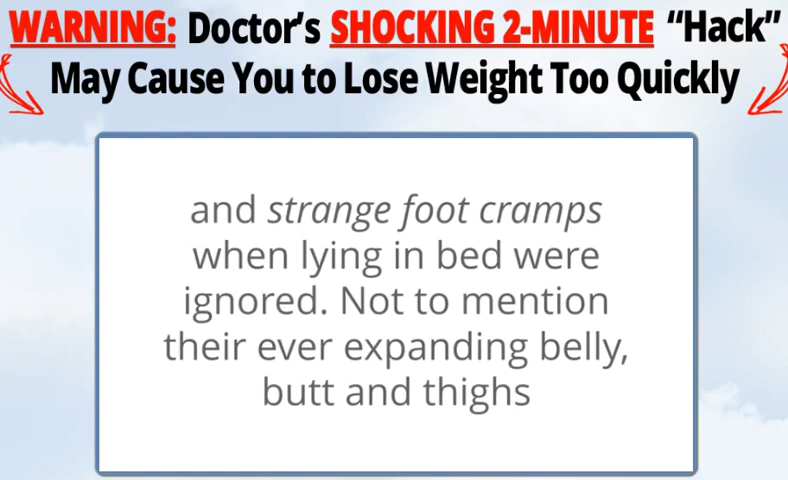 WARNING: Doctor's SHOCKING 2-MINUTE “Hack”
May Cause You to Lose Weight Too Quickly
and strange foot cramps
when lying in bed were
ignored. Not to mention
their ever expanding belly,
butt and thighs